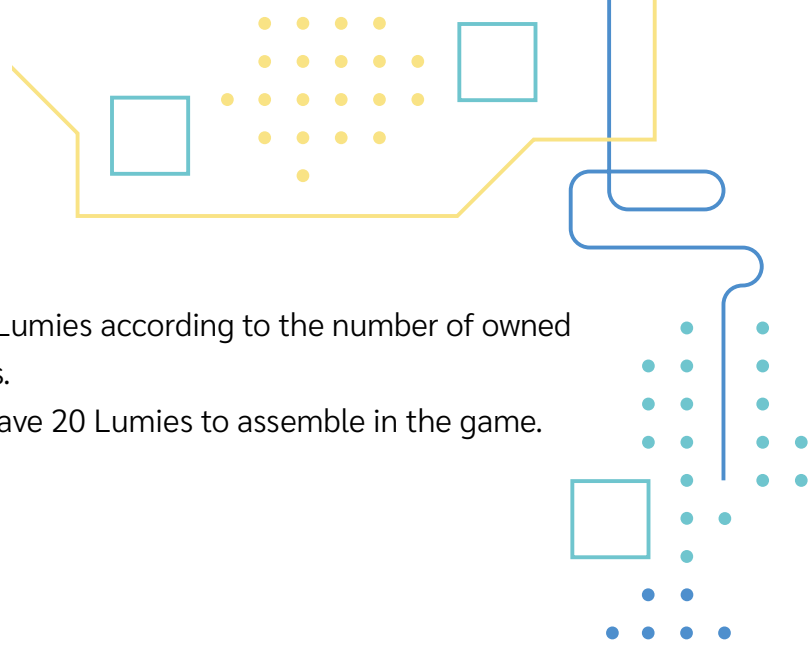 Lumies according to the number of owned
s.
ave 20 Lumies to assemble in the game.